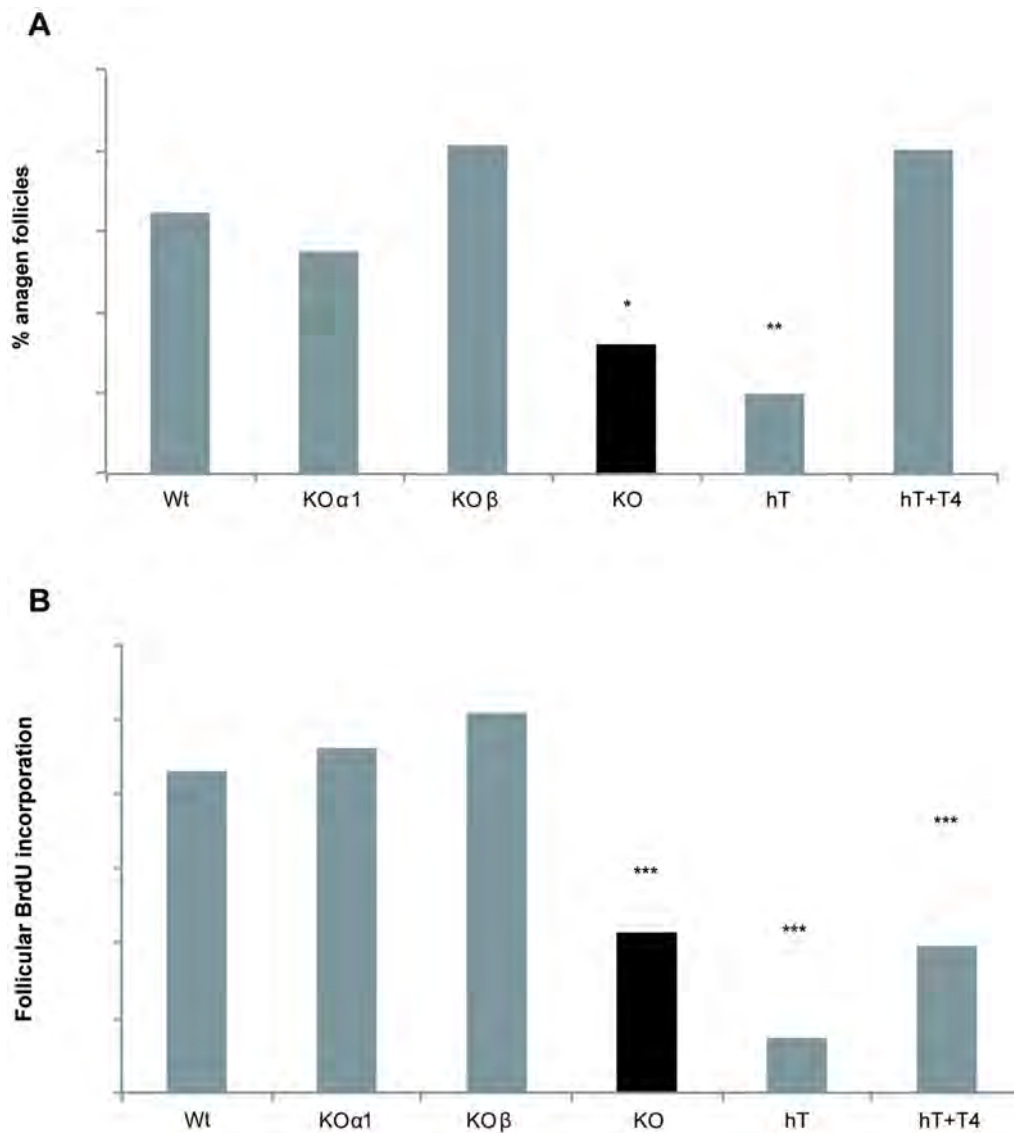 A
% anagen follicles
*
**
Wt KOα1 KOβ KO hT hT+T4
B
Follicular BrdU incorporation
***
***
***
Wt KOα1 KOβ KO hT hT+T4